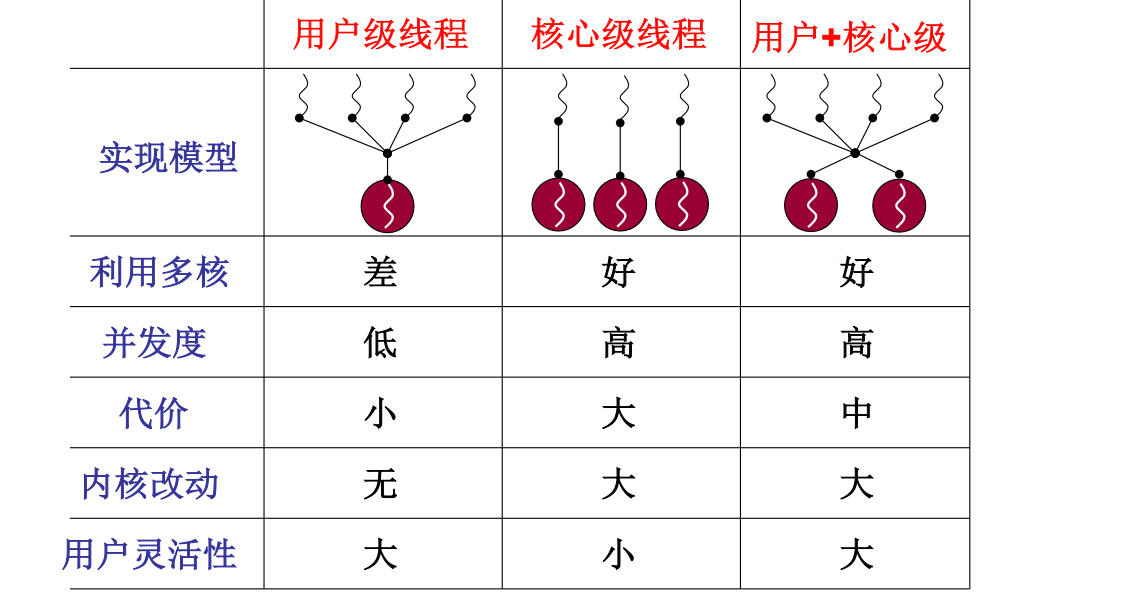 用户级线程 核心级线程 用户+核心级
实现模型
利用多核 差 好 好
并发度 低 高 高
代价 小 大 中
内核改动 无 大 大
用户灵活性 大 小 大